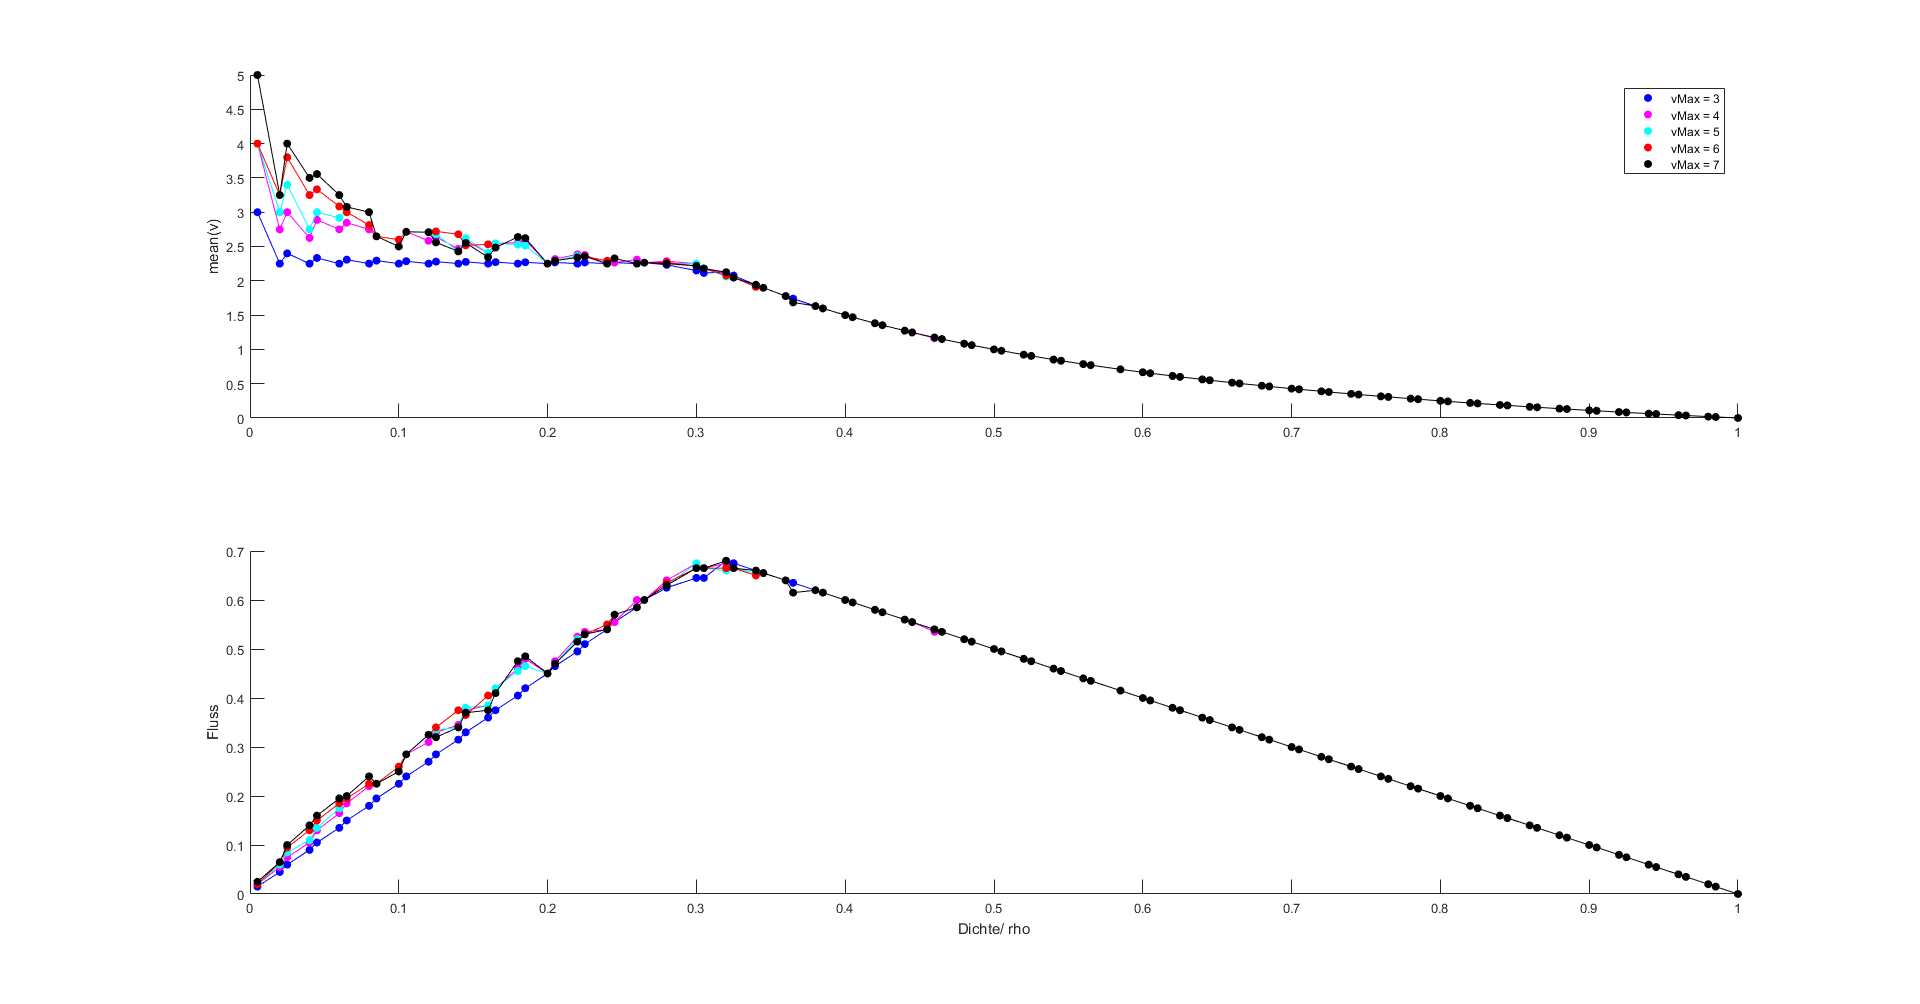 5
4.5
4
3.5
3
2.5
2
1.5
1
0.5
0
mean(v)
0 0.1 0.2 0.3 0.4 0.5 0.6 0.7 0.8 0.9 1
vMax = 3
vMax = 4
vMax = 5
vMax = 6
vMax = 7
0.7
0.6
0.5
0.4
0.3
0.2
0.1
0
Fluss
0 0.1 0.2 0.3 0.4 0.5 0.6 0.7 0.8 0.9 1
Dichte/ rho